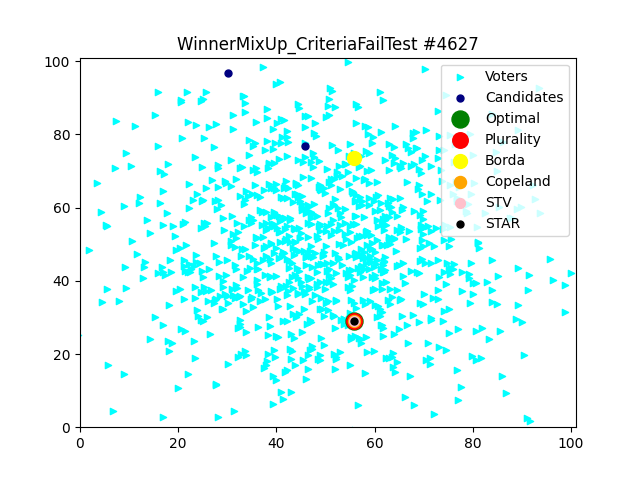 WinnerMixUp_CriteriaFailTest #4627
100
80
60
40
20
0
0 20 40 60 80 100
Voters
Candidates
Optimal
Plurality
Borda
Copeland
STV
STAR